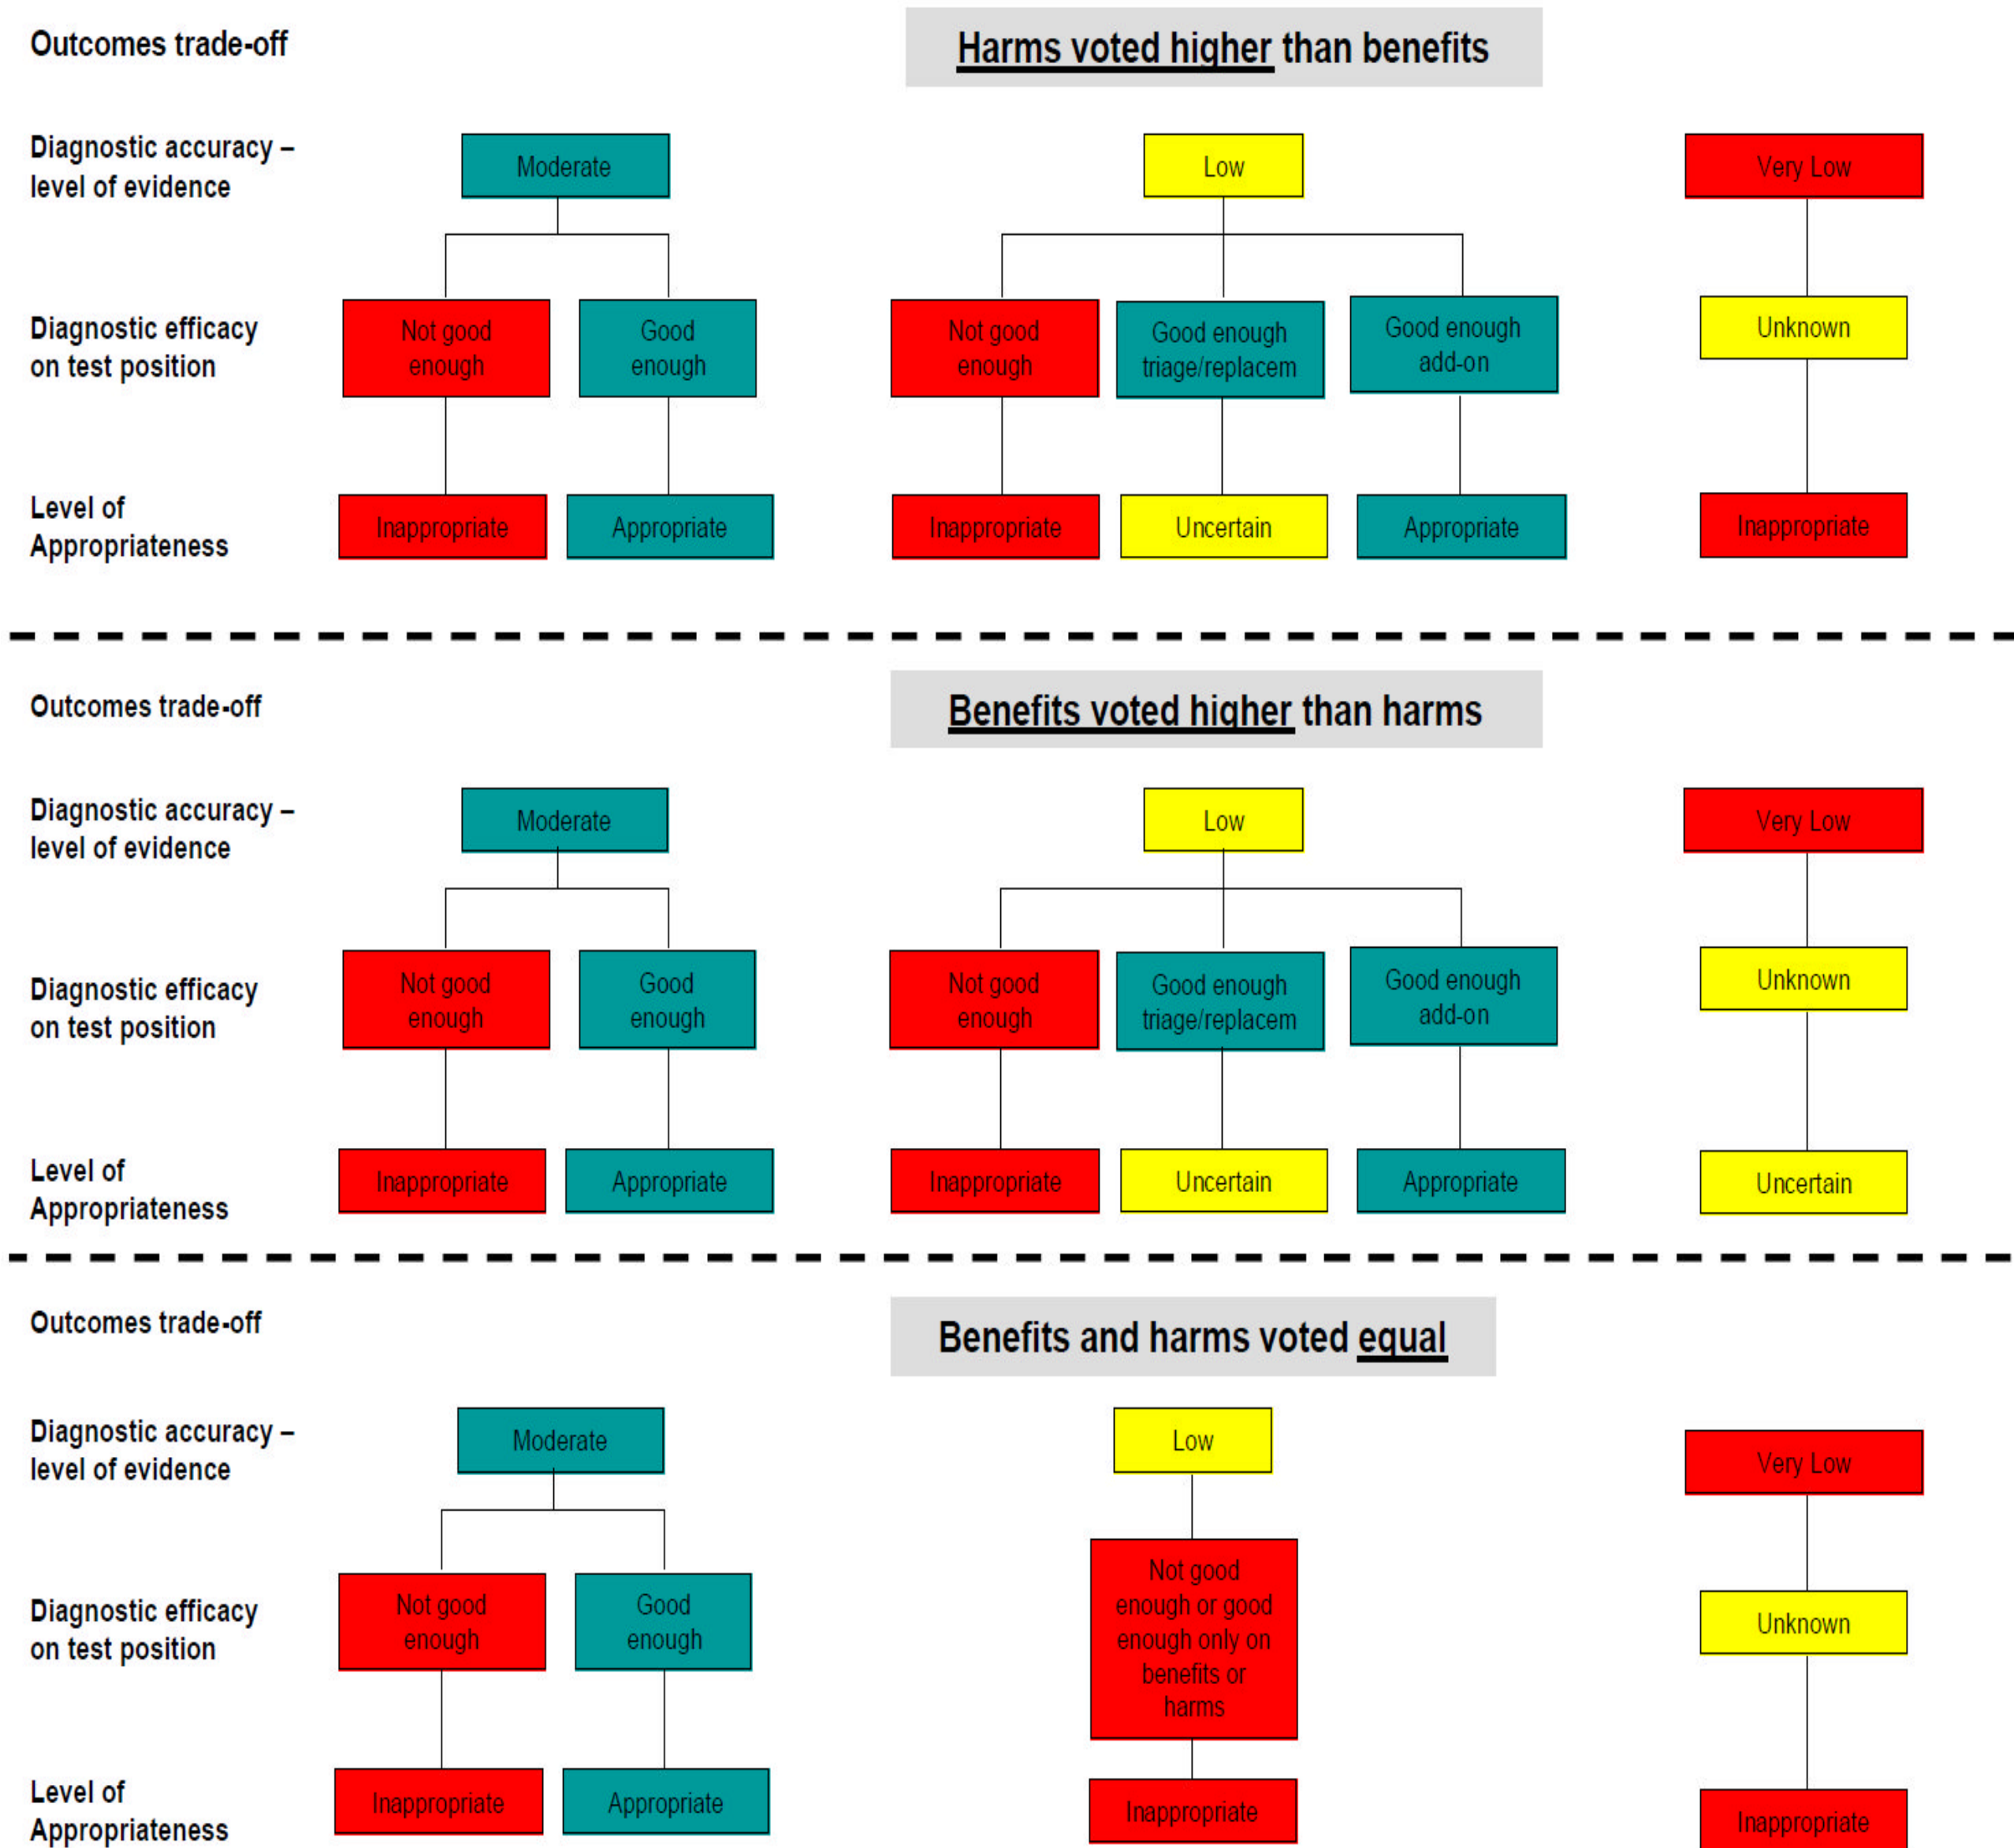 Outcomes trade-off
Harms voted higher than benefits
Diagnostic accuracy –
level of evidence
Moderate
Low
Very Low
Diagnostic efficacy
on test position
Not good
enough
Good
enough
Not good
enough
Good enough
triage/replacem
Good enough
add-on
Unknown
Level of
Appropriateness
Inappropriate
Appropriate
Inappropriate
Uncertain
Appropriate
Inappropriate
Outcomes trade-off
Benefits voted higher than harms
Diagnostic accuracy –
level of evidence
Moderate
Low
Very Low
Diagnostic efficacy
on test position
Not good
enough
Good
enough
Not good
enough
Good enough
triage/replacem
Good enough
add-on
Unknown
Level of
Appropriateness
Inappropriate
Appropriate
Inappropriate
Uncertain
Appropriate
Uncertain
Outcomes trade-off
Benefits and harms voted equal
Diagnostic accuracy –
level of evidence
Moderate
Low
Very Low
Diagnostic efficacy
on test position
Not good
enough
Good
enough
Not good
enough or good
enough only on
benefits or
harms
Unknown
Level of
Appropriateness
Inappropriate
Appropriate
Inappropriate
Inappropriate